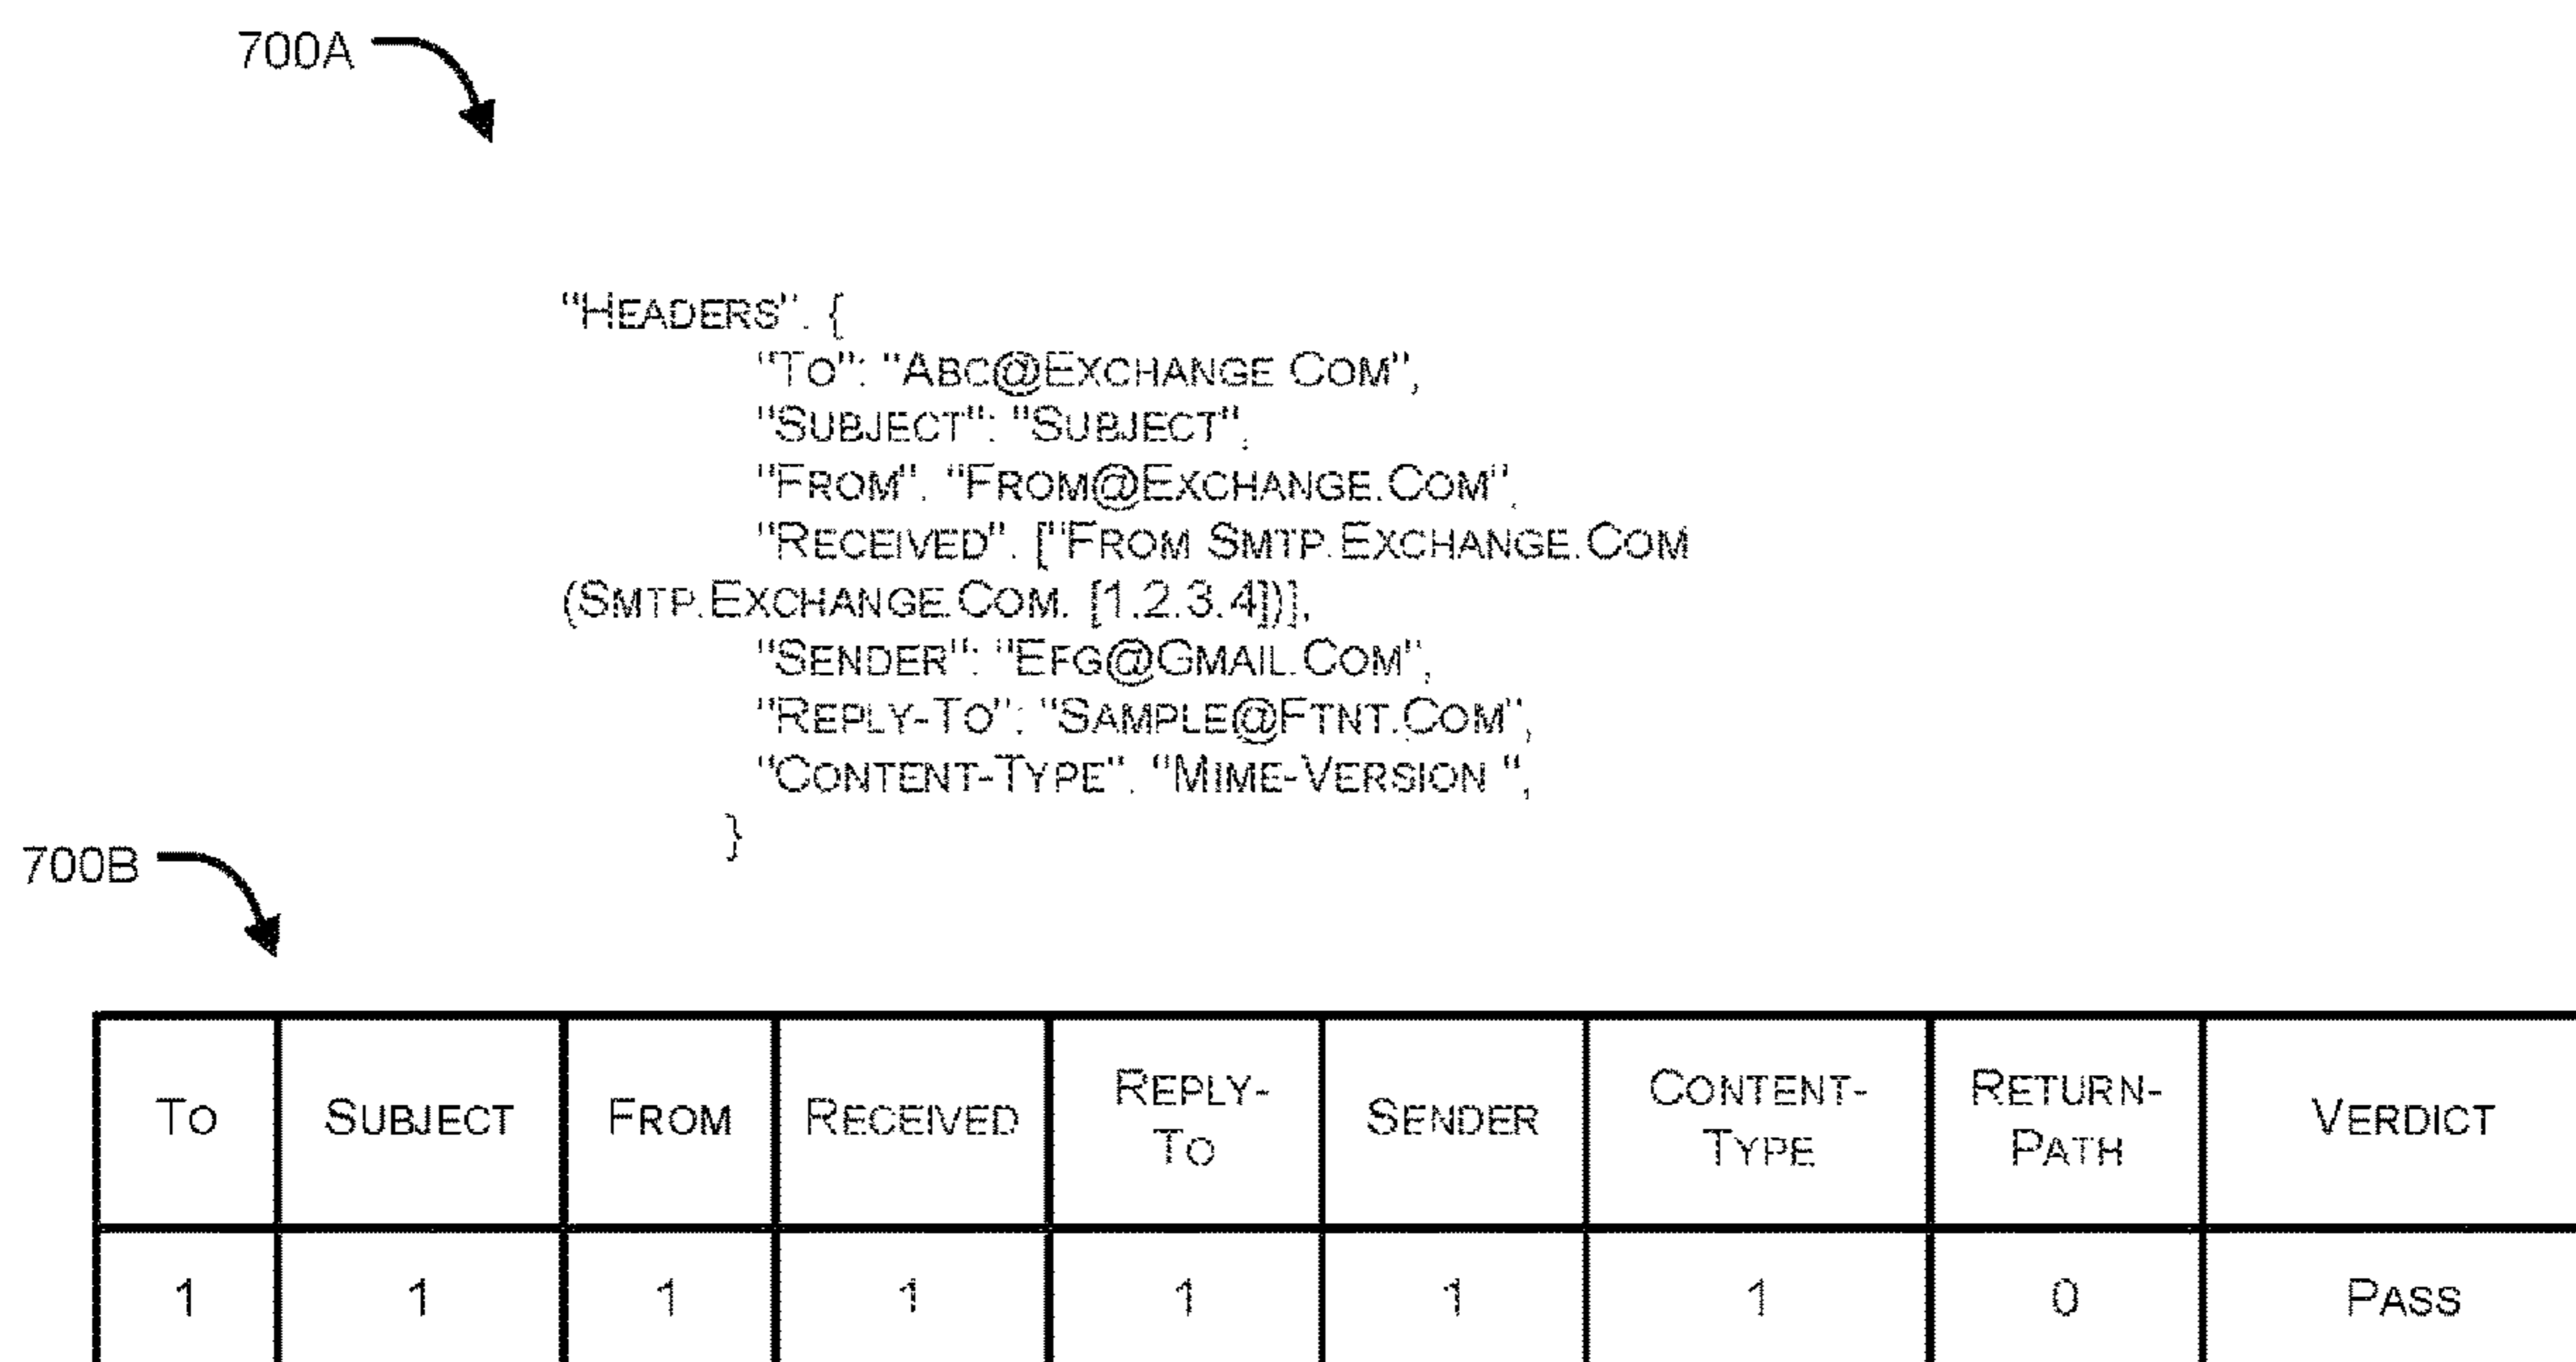 700A
"HEADERS". {
"TO": "ABC@EXCHANGE COM",
"SUBJECT": "SUBJECT",
"FROM". "FROM@EXCHANGE.COM",
"RECEIVED". ["FROM SMTP.EXCHANGE.COM
(SMTP.EXCHANGE.COM. [1.2.3.4])],
"SENDER": "EFG@GMAIL.COM",
"REPLY-TO": "SAMPLE@FTNT.COM",
"CONTENT-TYPE". "MIME-VERSION ",
}
700B
TO SUBJECT FROM RECEIVED REPLY- SENDER CONTENT- RETURN- VERDICT
TO TYPE PATH
1 1 1 1 1 1 1 0 PASS